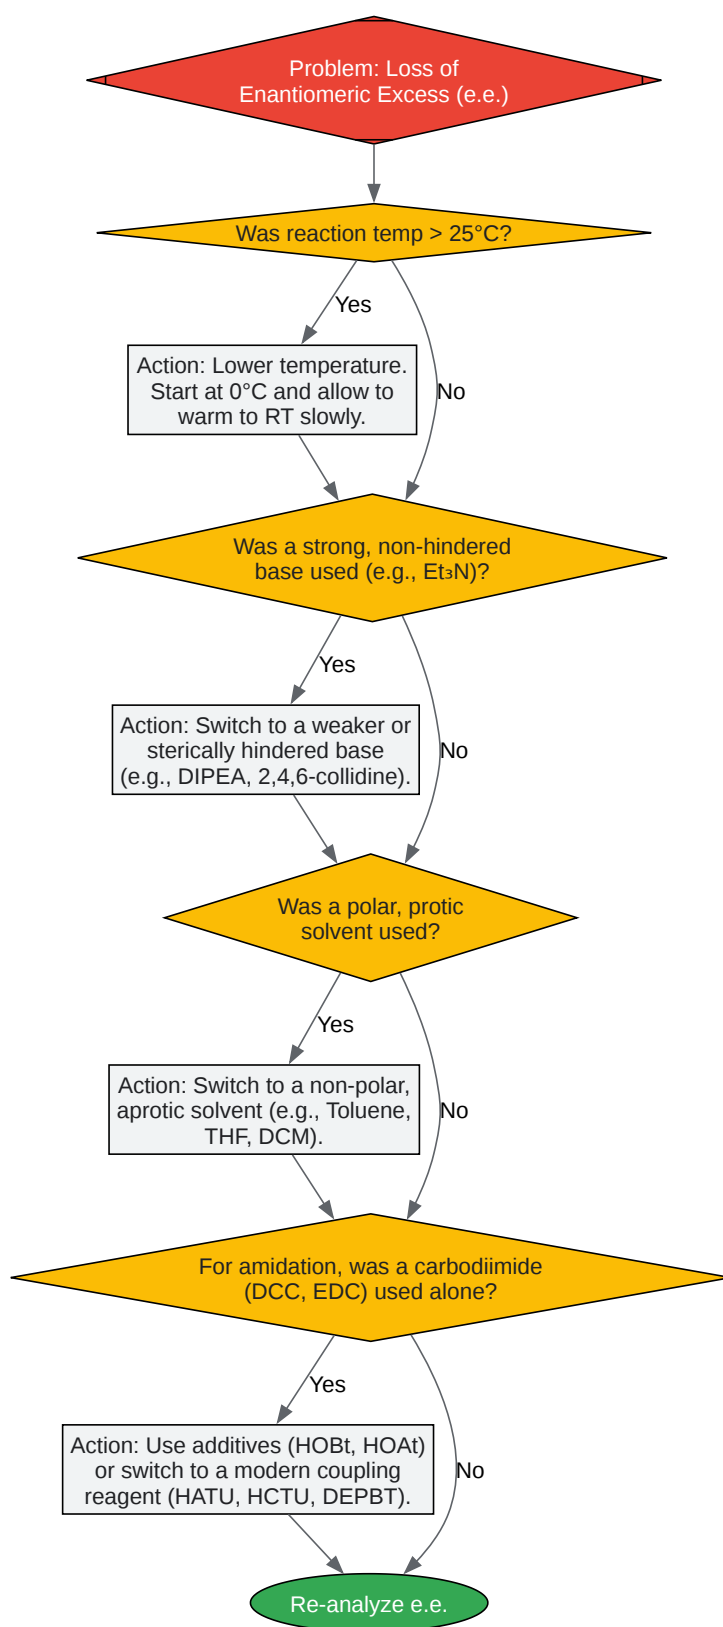 Problem: Loss of
Enantiomeric Excess (e.e.)
Was reaction temp > 25°C?
Yes
Action: Lower temperature.
Start at 0°C and allow to
warm to RT slowly.
No
Was a strong, non-hindered
base used (e.g., Et₃N)?
Yes
Action: Switch to a weaker or
sterically hindered base
(e.g., DIPEA, 2,4,6-collidine).
No
Was a polar, protic
solvent used?
Yes
Action: Switch to a non-polar,
aprotic solvent (e.g., Toluene,
THF, DCM).
No
For amidation, was a carbodiimide
(DCC, EDC) used alone?
Yes
Action: Use additives (HOBt, HOAt)
or switch to a modern coupling
reagent (HATU, HCTU, DEPBT).
No
Re-analyze e.e.